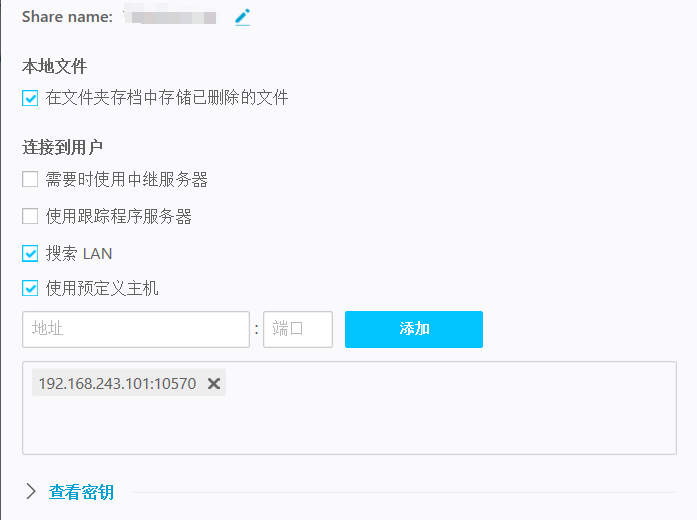 Share name:
本地文件
在文件夹存档中存储已删除的文件
连接到用户
需要时使用中继服务器
使用跟踪程序服务器
搜索 LAN
使用预定义主机
地址 : 端口 添加
192.168.243.101:10570
查看密钥